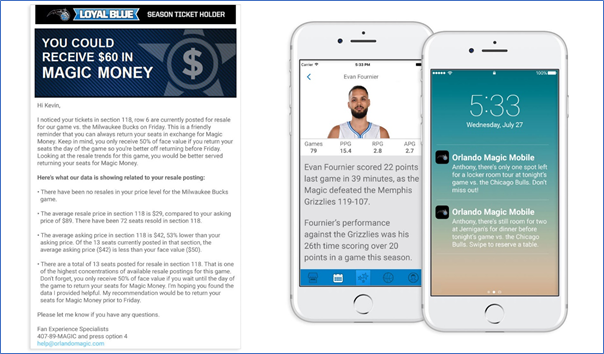 LOYAL BLUE SEASON TICKET HOLDER
YOU COULD
RECEIVE $60 IN
MAGIC MONEY
Hi Kevin,
I noticed your tickets in section 118, row 6 are currently posted for resale
for our game vs. the Milwaukee Bucks on Friday. This is a friendly
reminder that you can always return your seats in exchange for Magic
Money. Keep in mind, you only receive 50% of face value if you return your
seats the day of the game so you're better off returning before Friday.
Looking at the resale trends for this game, you would be better served
returning your seats for Magic Money.
Here's what our data is showing related to your resale posting:
• There have been no resales in your price level for the Milwaukee Bucks
game.
• The average resale price in section 118 is $29, compared to your asking
price of $89. There have been 72 seats resold in section 118.
• The average asking price in section 118 is $42, 53% lower than your
asking price. Of the 13 seats currently posted in that section, the
average asking price ($42) is less than your face value ($50).
• There are a total of 13 seats posted for resale in section 118. That is one
of the highest concentrations of available resale postings for this game.
Don't forget, you only receive 50% of face value if you wait until the day of
the game to return your seats for Magic Money. I'm hoping you found the
data I provided helpful. My recommendation would be to return your
seats for Magic Money prior to Friday.
Please let me know if you have any questions.
Fan Experience Specialists
407-89-MAGIC and press option 4
help@orlandomagic.com
Carrier 5:33 PM
Evan Fournier
Games PPG RPG APG
79 15.4 2.8 2.7
Evan Fournier scored 22 points
last game in 39 minutes, as the
Magic defeated the Memphis
Grizzlies 119-107.
Fournier's performance
against the Grizzlies was his
26th time scoring over 20
points in a game this season.
100%
5:33
Wednesday, July 27
Orlando Magic Mobile
Anthony, there's only one spot left
for a locker room tour at tonight's
game vs. the Chicago Bulls. Don't
miss out!
Orlando Magic Mobile
Anthony, there's still room for two
at Jernigan's for dinner before
tonight's game vs. the Chicago
Bulls. Swipe to reserve a table.